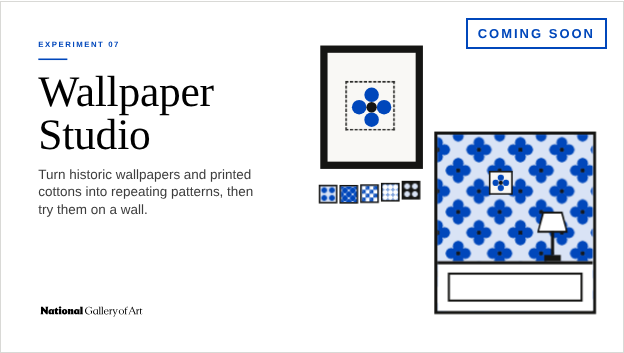 EXPERIMENT 07
COMING SOON
Wallpaper
Studio
Turn historic wallpapers and printed
cottons into repeating patterns, then
try them on a wall.
National Gallery of Art